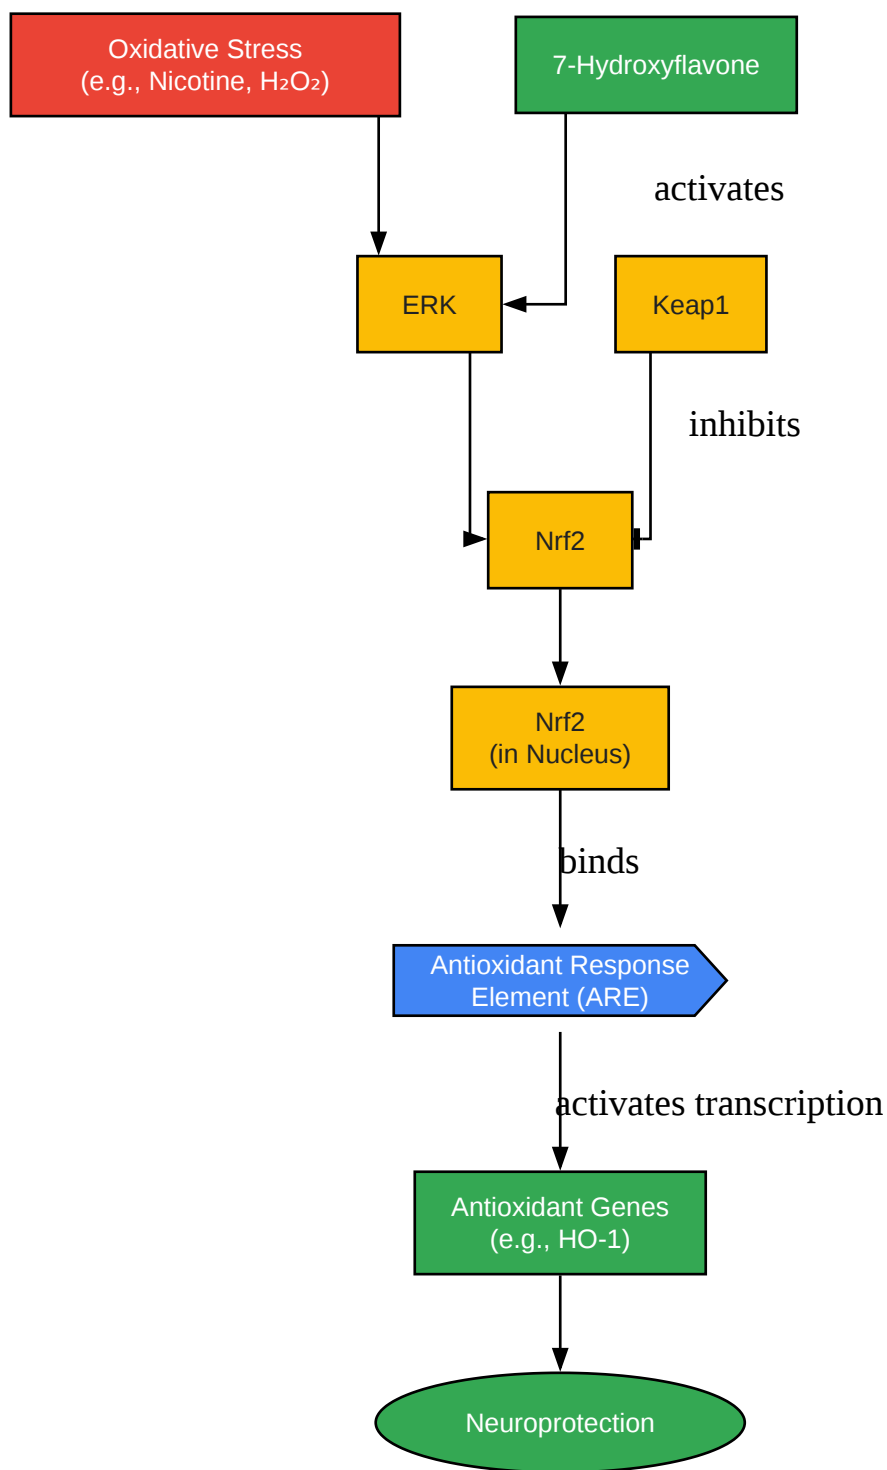 Oxidative Stress
(e.g., Nicotine, H₂O₂)
7-Hydroxyflavone
activates
ERK
Keap1
inhibits
Nrf2
Nrf2
(in Nucleus)
binds
Antioxidant Response
Element (ARE)
activates transcription
Antioxidant Genes
(e.g., HO-1)
Neuroprotection